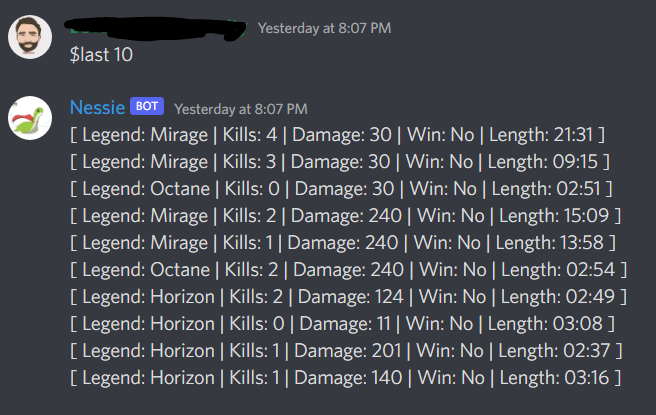 Yesterday at 8:07 PM
$last 10
Nessie BOT Yesterday at 8:07 PM
[ Legend: Mirage | Kills: 4 | Damage: 30 | Win: No | Length: 21:31 ]
[ Legend: Mirage | Kills: 3 | Damage: 30 | Win: No | Length: 09:15 ]
[ Legend: Octane | Kills: 0 | Damage: 30 | Win: No | Length: 02:51 ]
[ Legend: Mirage | Kills: 2 | Damage: 240 | Win: No | Length: 15:09 ]
[ Legend: Mirage | Kills: 1 | Damage: 240 | Win: No | Length: 13:58 ]
[ Legend: Octane | Kills: 2 | Damage: 240 | Win: No | Length: 02:54 ]
[ Legend: Horizon | Kills: 2 | Damage: 124 | Win: No | Length: 02:49 ]
[ Legend: Horizon | Kills: 0 | Damage: 11 | Win: No | Length: 03:08 ]
[ Legend: Horizon | Kills: 1 | Damage: 201 | Win: No | Length: 02:37 ]
[ Legend: Horizon | Kills: 1 | Damage: 140 | Win: No | Length: 03:16 ]